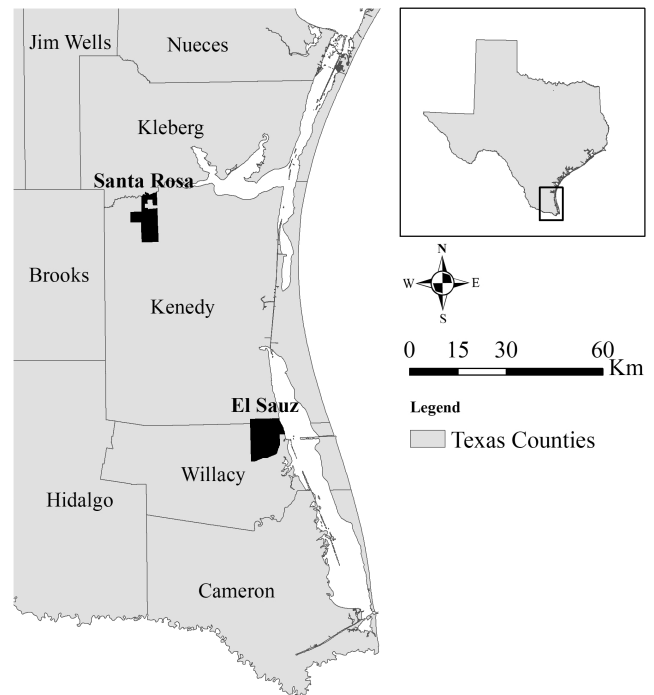 Jim Wells
Nueces
Kleberg
Santa Rosa
Brooks
Kenedy
El Sauz
Willacy
Hidalgo
Cameron
N
W E
S
0 15 30 60
Km
Legend
Texas Counties